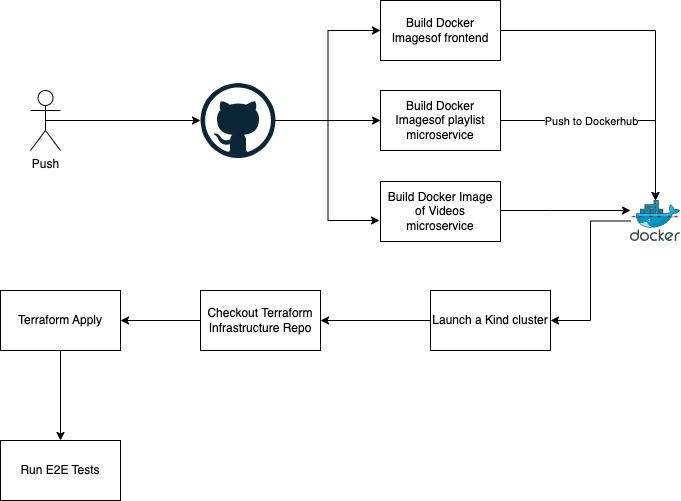 Build Docker
Imagesof frontend
Build Docker
Imagesof playlist
microservice
Push to Dockerhub
Push
Build Docker Image
of Videos
microservice
docker
Terraform Apply
Checkout Terraform
Infrastructure Repo
Launch a Kind cluster
Run E2E Tests